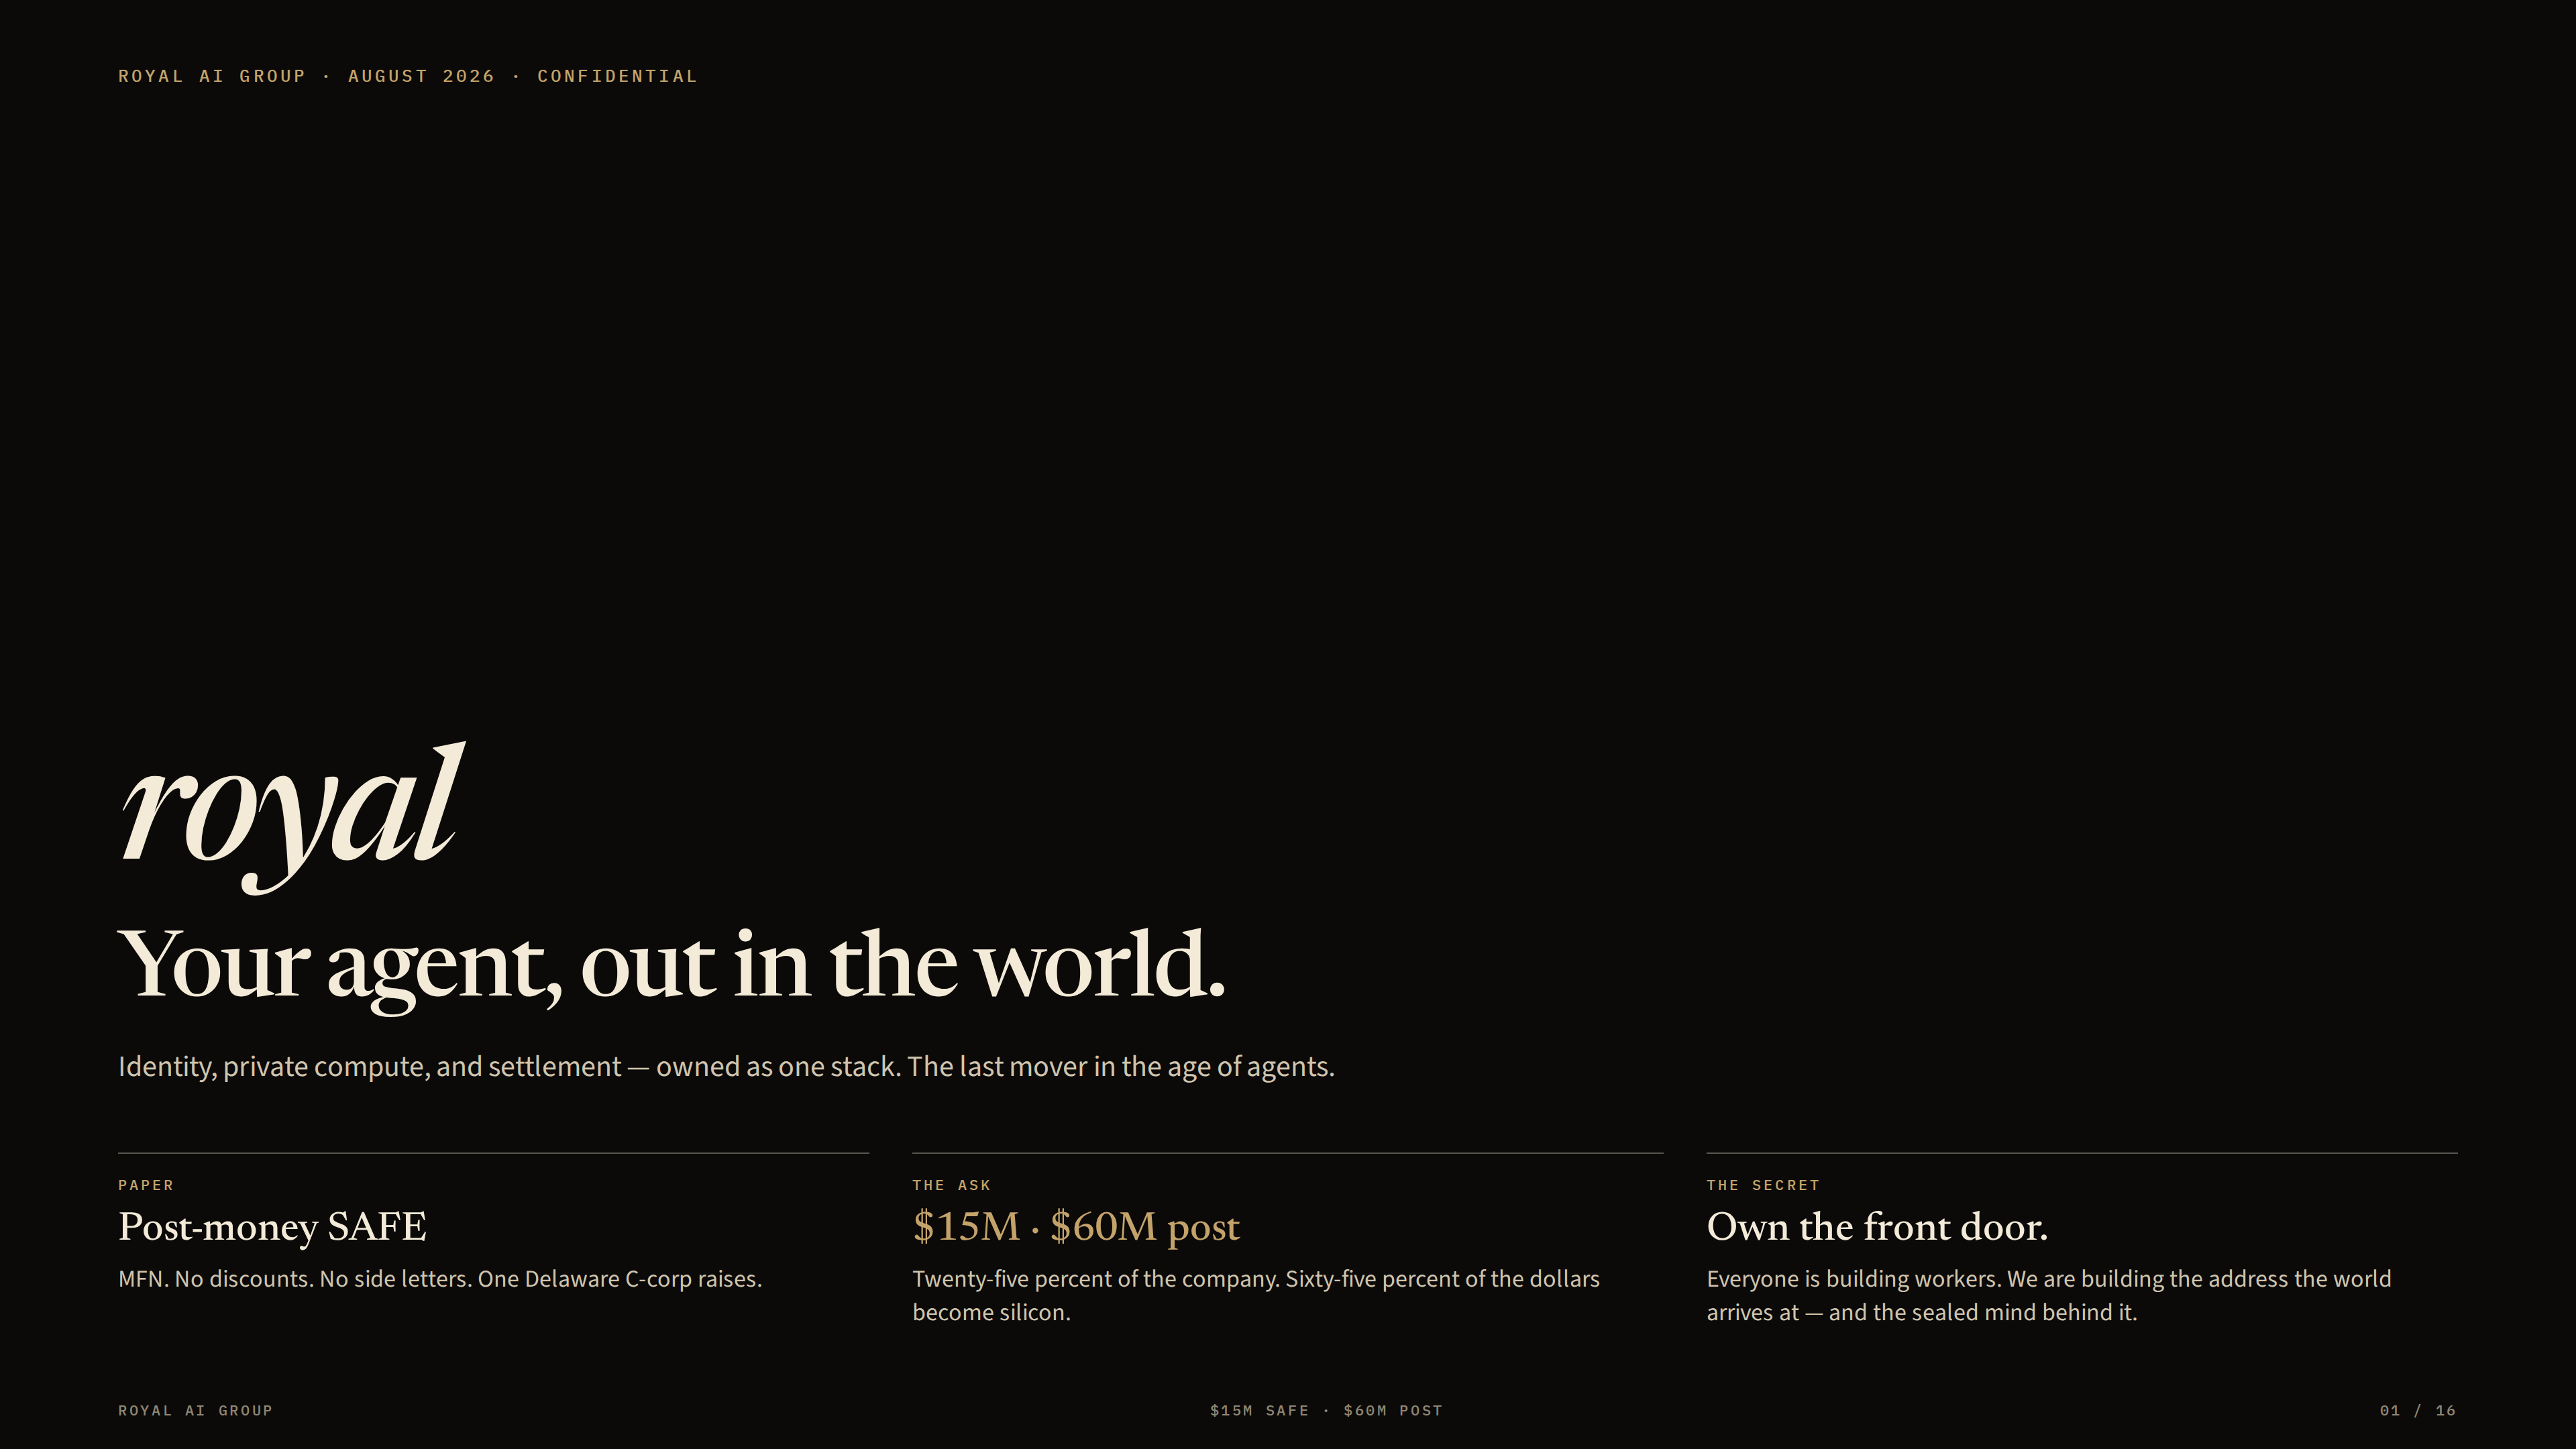 ROYAL AI GROUP · AUGUST 2026 · CONFIDENTIAL
royal
Your agent, out in the world.
Identity, private compute, and settlement — owned as one stack. The last mover in the age of agents.
PAPER
Post-money SAFE
MFN. No discounts. No side letters. One Delaware C-corp raises.
THE ASK
$15M · $60M post
Twenty-five percent of the company. Sixty-five percent of the dollars
become silicon.
THE SECRET
Own the front door.
Everyone is building workers. We are building the address the world
arrives at — and the sealed mind behind it.
ROYAL AI GROUP
$15M SAFE · $60M POST
01 / 16